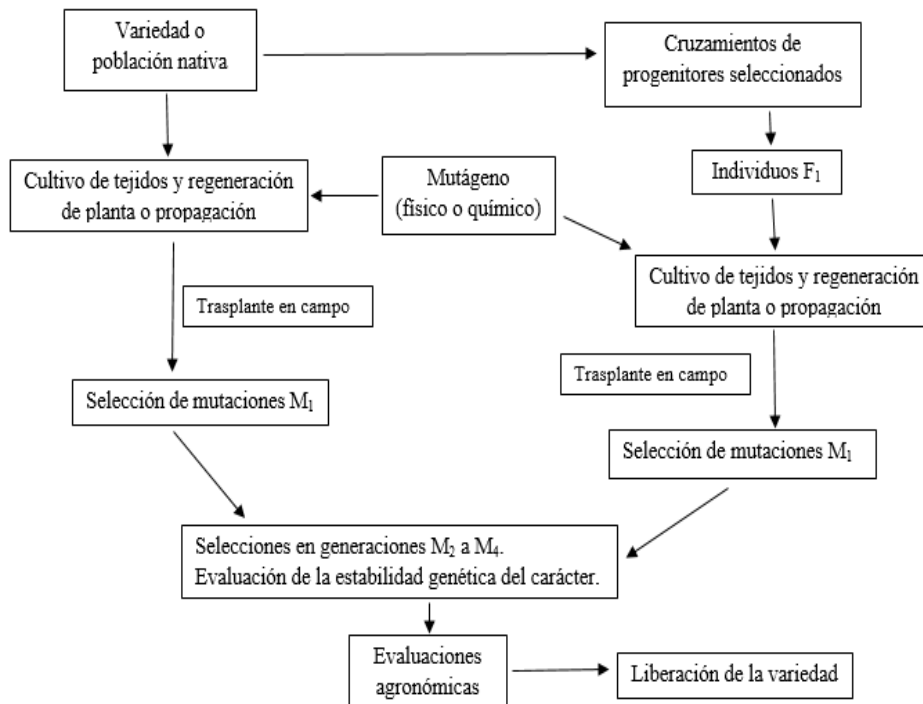 Variedad o
población nativa
Cruzamientos de
progenitores seleccionados
Cultivo de tejidos y regeneración
de planta o propagación
Mutágeno
(físico o químico)
Individuos F₁
Cultivo de tejidos y regeneración
de planta o propagación
Trasplante en campo
Trasplante en campo
Selección de mutaciones M₁
Selección de mutaciones M₁
Selecciones en generaciones M₂ a M₄.
Evaluación de la estabilidad genética del carácter.
Evaluaciones
agronómicas
Liberación de la variedad